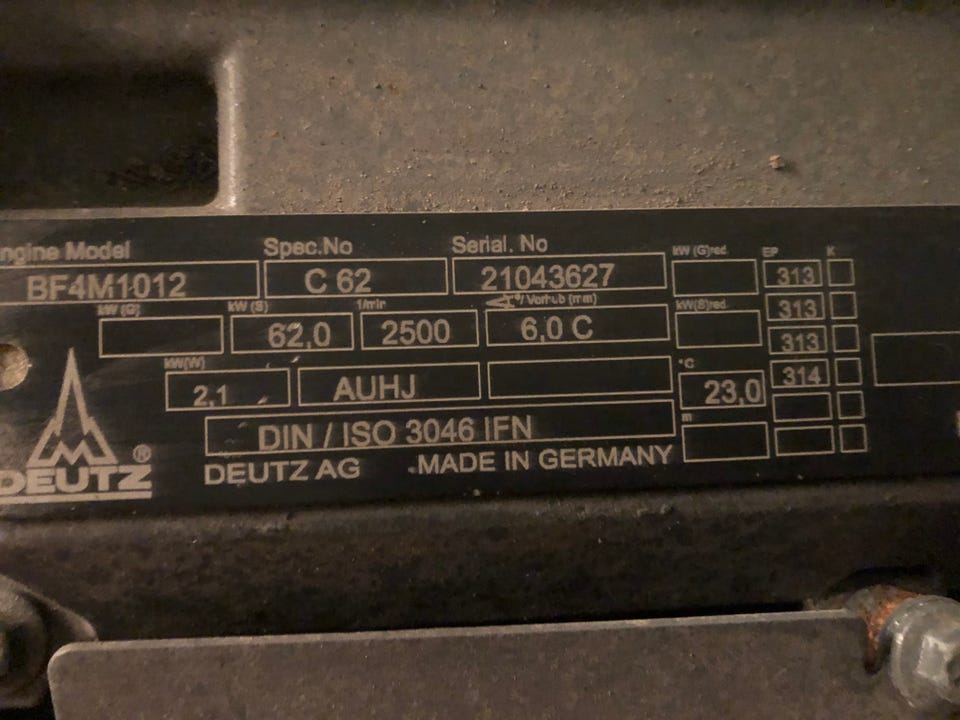 ngine Model Spec.No Serial. No kW (G)red EP K
BF4M1012 C 62 21043627 313
kW (G) kW (S) 1/min °/ Vorhub (mm) kW(S)red 313
62,0 2500 6,0 C 313
kW(W) °C 314
2,1 AUHJ 23,0
DIN / ISO 3046 IFN m
DEUTZ AG MADE IN GERMANY
DEUTZ®